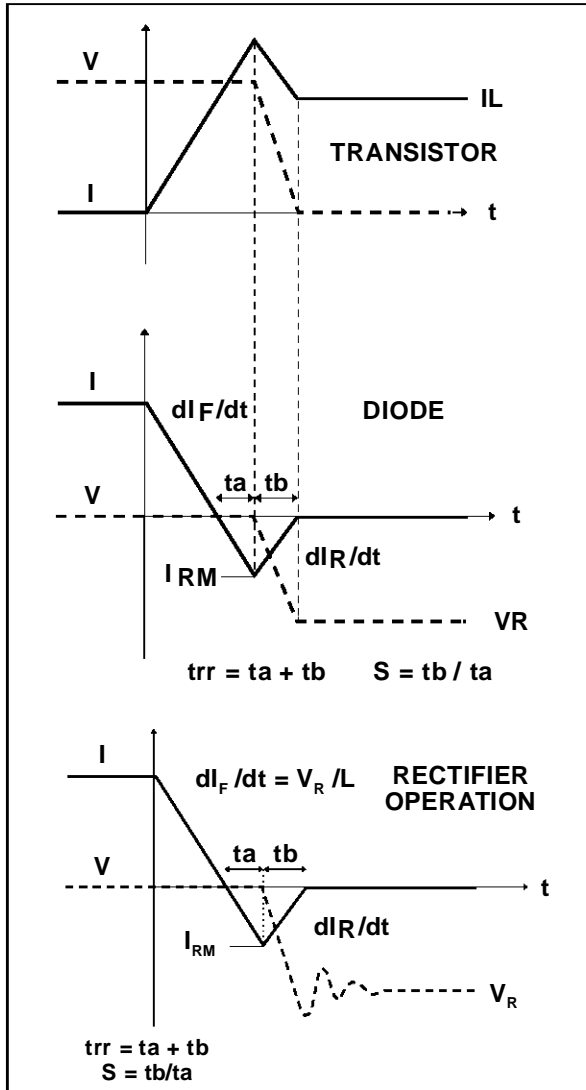 V
IL
TRANSISTOR
I
t
I
dIF/dt
DIODE
ta tb
V
t
IRM
dIR/dt
VR
trr = ta + tb S = tb / ta
I
dIF/dt = VR/L
RECTIFIER
OPERATION
ta tb
V
t
IRM
dIR/dt
VR
trr = ta + tb
S = tb/ta